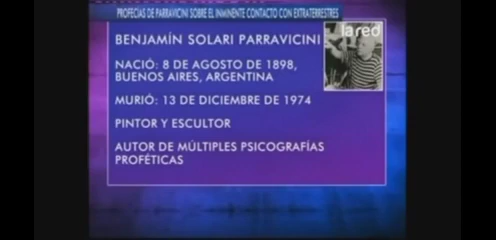 PROFECÍAS DE PARRAVICINI SOBRE EL INMINENTE CONTACTO CON EXTRATERRESTRES
la red
BENJAMÍN SOLARI PARRAVICINI
NACIÓ: 8 DE AGOSTO DE 1898,
BUENOS AIRES, ARGENTINA
MURIÓ: 13 DE DICIEMBRE DE 1974
PINTOR Y ESCULTOR
AUTOR DE MÚLTIPLES PSICOGRAFÍAS
PROFÉTICAS